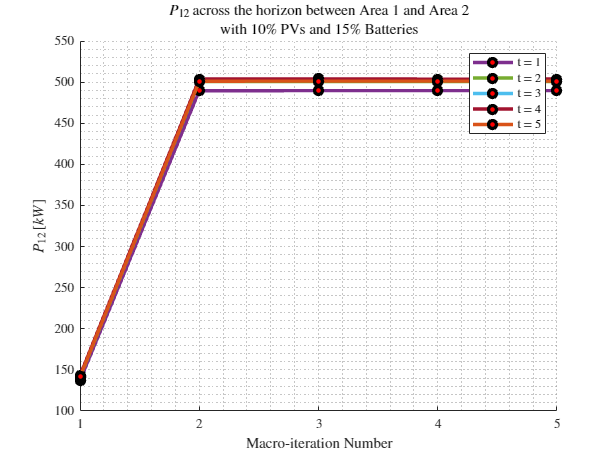 P12 across the horizon between Area 1 and Area 2
with 10% PVs and 15% Batteries
550
500
450
400
350
300
250
200
150
100
P12 [kW]
1
2
3
4
5
Macro-iteration Number
t = 1
t = 2
t = 3
t = 4
t = 5